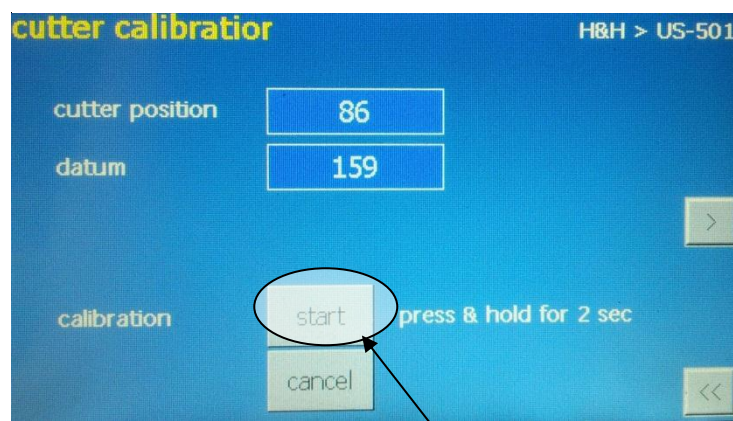 cutter calibratior
H&H > US-501
cutter position 86
datum 159
>
calibration start press & hold for 2 sec
cancel
<<